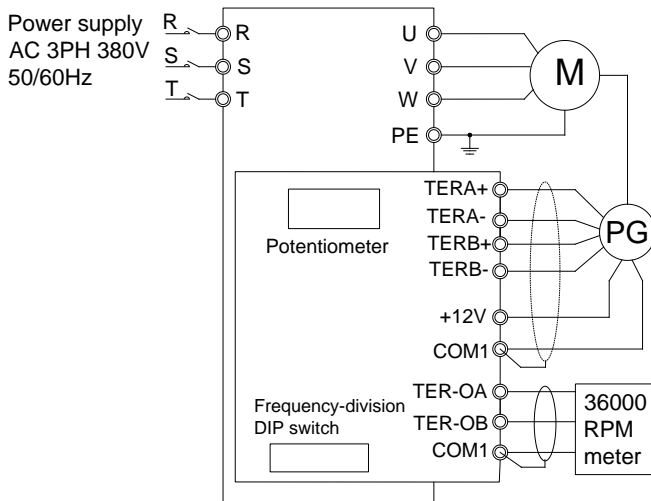 Power supply
AC 3PH 380V
50/60Hz
R
S
T
R
S
T
U
V
W
PE
M
PG
TERA+
TERA-
TERB+
TERB-
+12V
COM1
TER-OA
TER-OB
COM1
Potentiometer
Frequency-division
DIP switch
36000
RPM
meter